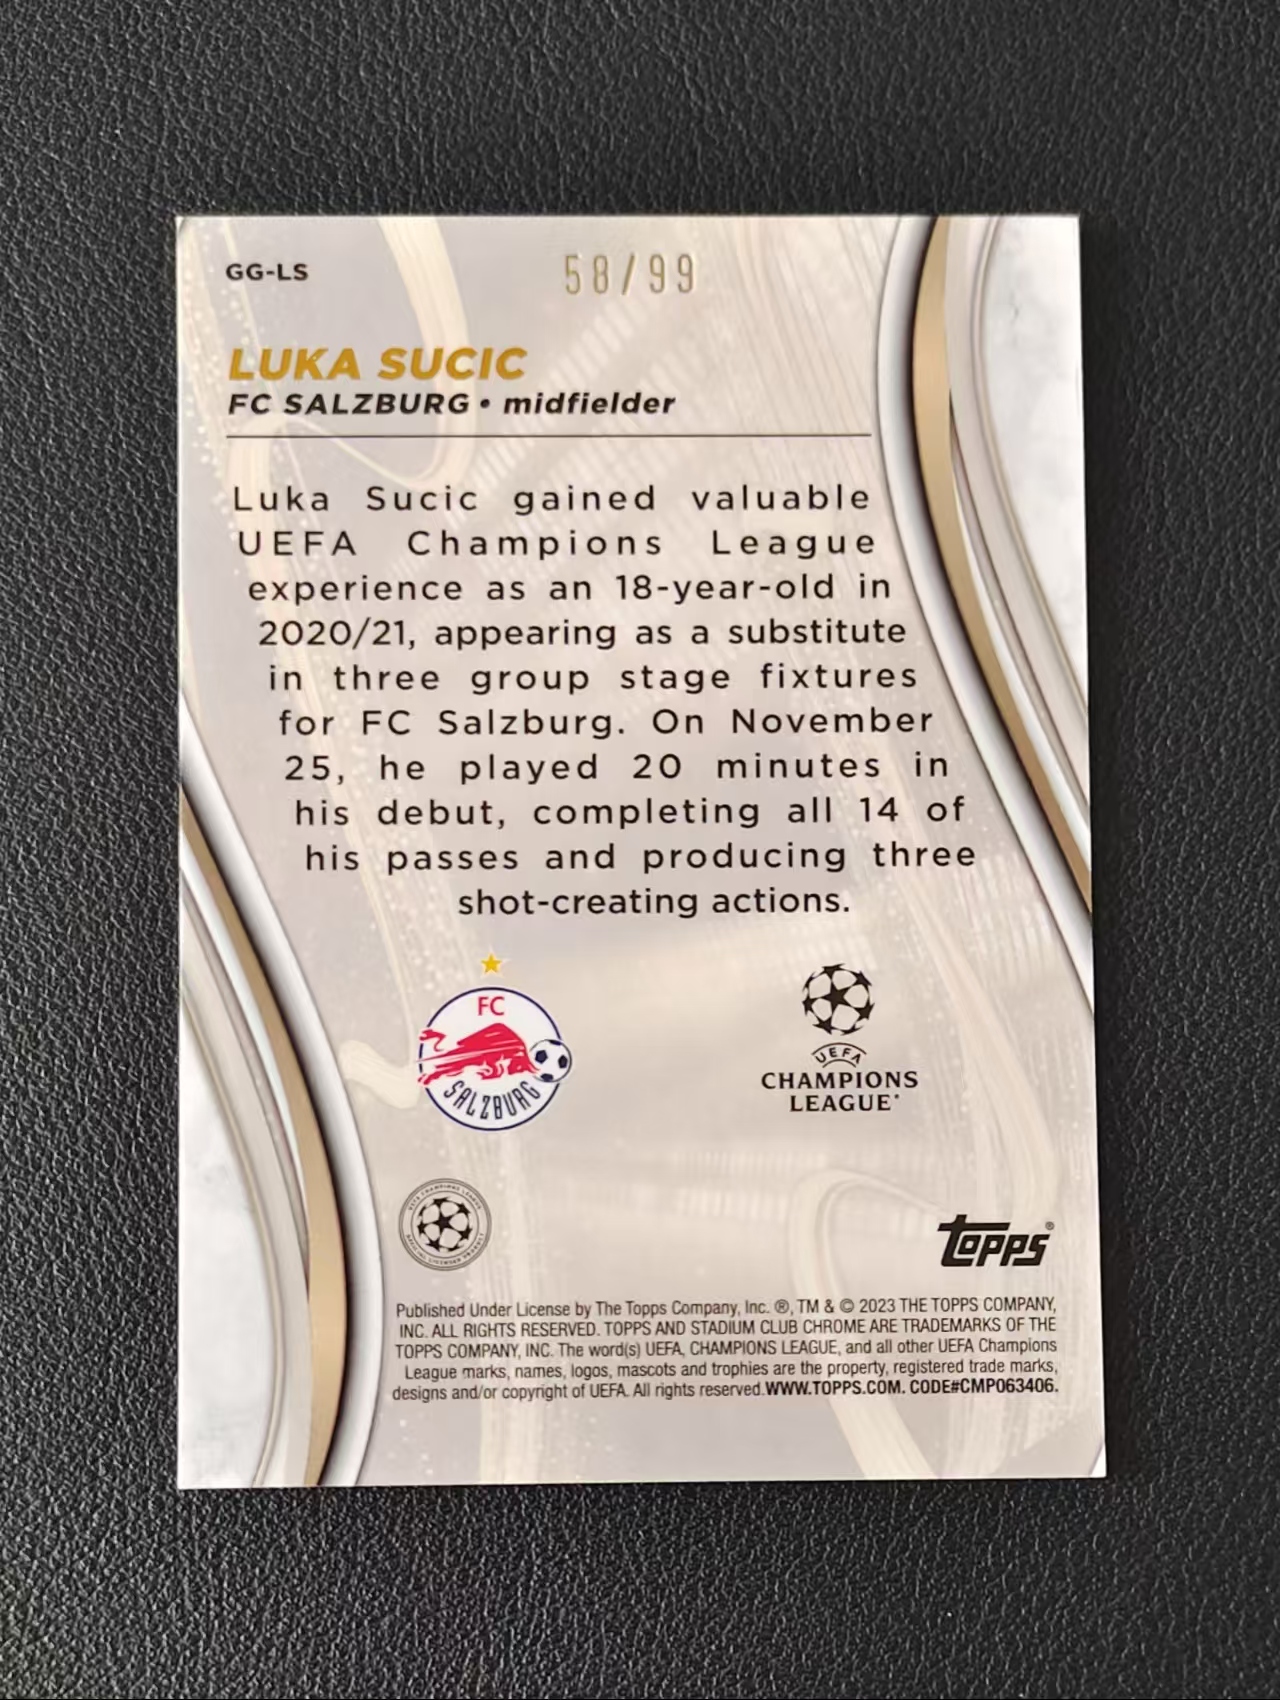 GG-LS
58/99
LUKA SUCIC
FC SALZBURG • midfielder
Luka Sucic gained valuable
UEFA Champions League
experience as an 18-year-old in
2020/21, appearing as a substitute
in three group stage fixtures
for FC Salzburg. On November
25, he played 20 minutes in
his debut, completing all 14 of
his passes and producing three
shot-creating actions.
FC
SALZBURG
UEFA
CHAMPIONS
LEAGUE®
Topps®
Published Under License by The Topps Company, Inc. ®, TM & © 2023 THE TOPPS COMPANY,
INC. ALL RIGHTS RESERVED. TOPPS AND STADIUM CLUB CHROME ARE TRADEMARKS OF THE
TOPPS COMPANY, INC. The word(s) UEFA, CHAMPIONS LEAGUE, and all other UEFA Champions
League marks, names, logos, mascots and trophies are the property, registered trade marks,
designs and/or copyright of UEFA. All rights reserved.WWW.TOPPS.COM. CODE#CMP063406.